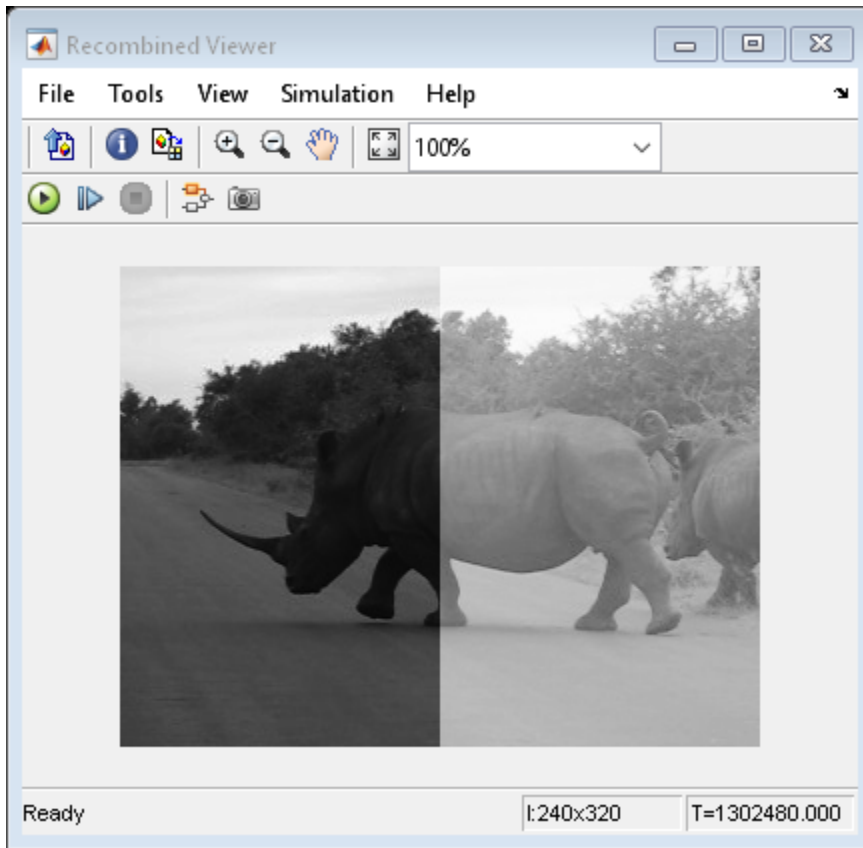 Recombined Viewer
File Tools View Simulation Help
100%
Ready I:240x320 T=1302480.000